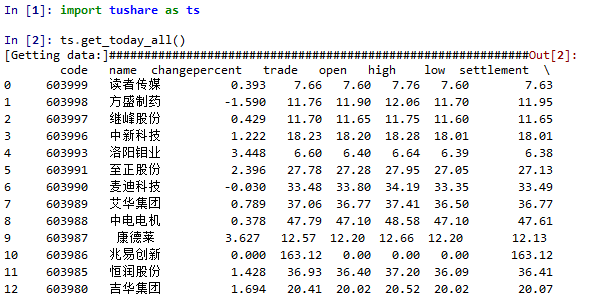 In [1]: import tushare as ts
In [2]: ts.get_today_all()
[Getting data:]############################################################Out[2]:
code name changepercent trade open high low settlement \
0 603999 读者传媒 0.393 7.66 7.60 7.76 7.60 7.63
1 603998 方盛制药 -1.590 11.76 11.90 12.06 11.70 11.95
2 603997 继峰股份 0.429 11.70 11.65 11.75 11.60 11.65
3 603996 中新科技 1.222 18.23 18.20 18.28 18.01 18.01
4 603993 洛阳钼业 3.448 6.60 6.40 6.64 6.39 6.38
5 603991 至正股份 2.396 27.78 27.28 27.95 27.05 27.13
6 603990 麦迪科技 -0.030 33.48 33.80 34.19 33.35 33.49
7 603989 艾华集团 0.789 37.06 36.77 37.41 36.50 36.77
8 603988 中电电机 0.378 47.79 47.10 48.58 47.10 47.61
9 603987 康德莱 3.627 12.57 12.20 12.66 12.20 12.13
10 603986 兆易创新 0.000 163.12 0.00 0.00 0.00 163.12
11 603985 恒润股份 1.428 36.93 36.40 37.20 36.09 36.41
12 603980 吉华集团 1.694 20.41 20.02 20.52 20.02 20.07